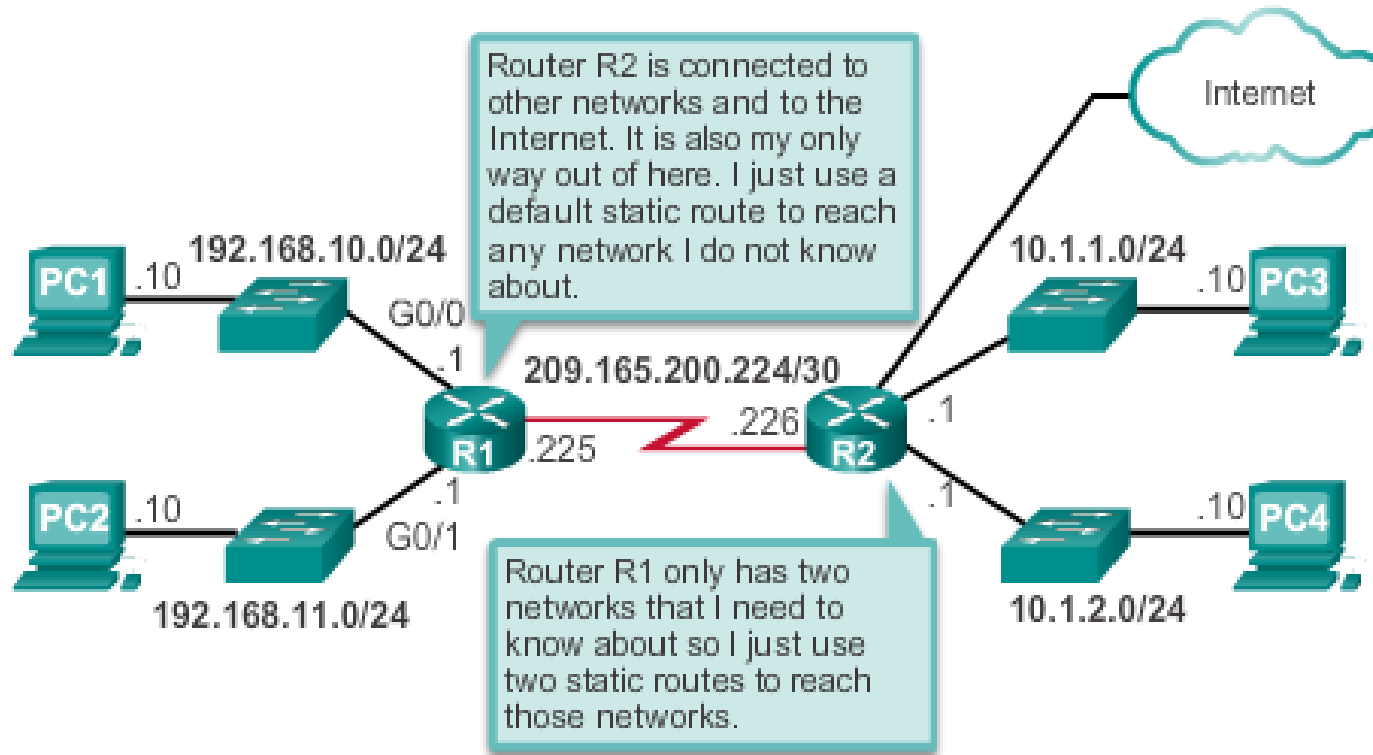 Router R2 is connected to
other networks and to the
Internet. It is also my only
way out of here. I just use a
default static route to reach
any network I do not know
about.
Internet
192.168.10.0/24
10.1.1.0/24
PC1
.10
G0/0
.1
.10
PC3
209.165.200.224/30
R1
.225
.226
R2
.1
PC2
.10
.1
G0/1
192.168.11.0/24
.1
.10
PC4
10.1.2.0/24
Router R1 only has two
networks that I need to
know about so I just use
two static routes to reach
those networks.